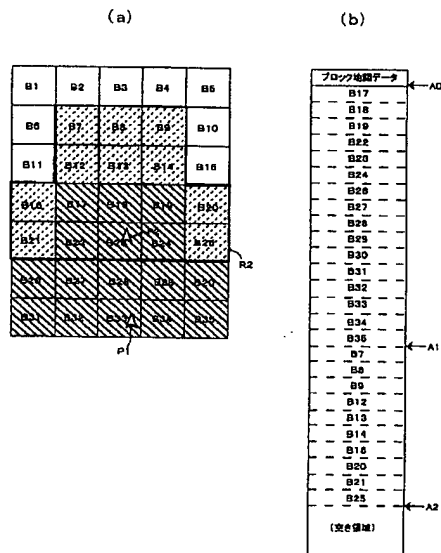 (a)
B1 B2 B3 B4 B5
B6 B7 B8 B9 B10
B11 B12 B13 B14 B15
B16 B17 B18 B19 B20
B21 B22 B23 P2 B24 B25
R2
B26 B27 B28 B29 B30
B31 B32 B33 B34 B35
P1
(b)
ブロック地図データ
A0
B17
B18
B19
B22
B23
B24
B26
B27
B28
B29
B30
B31
B32
B33
B34
B35
A1
B7
B8
B9
B12
B13
B14
B16
B20
B21
B25
A2
(空き領域)